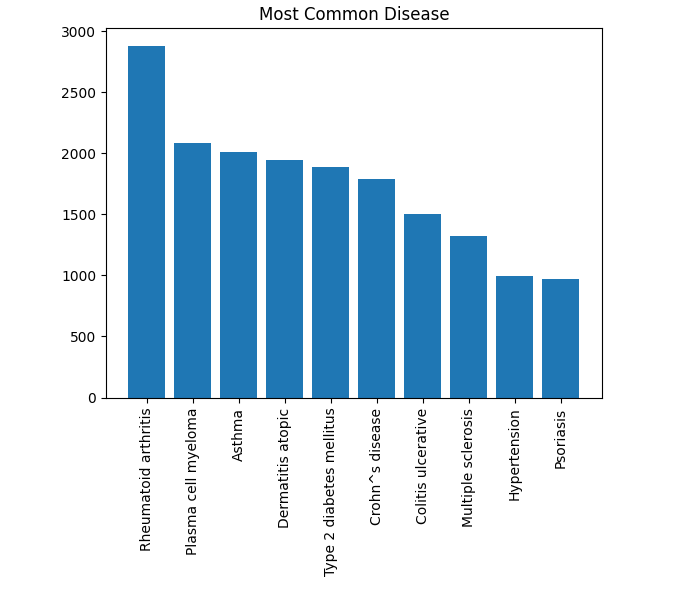 Most Common Disease
3000
2500
2000
1500
1000
500
0
Rheumatoid arthritis
Plasma cell myeloma
Asthma
Dermatitis atopic
Type 2 diabetes mellitus
Crohn^s disease
Colitis ulcerative
Multiple sclerosis
Hypertension
Psoriasis